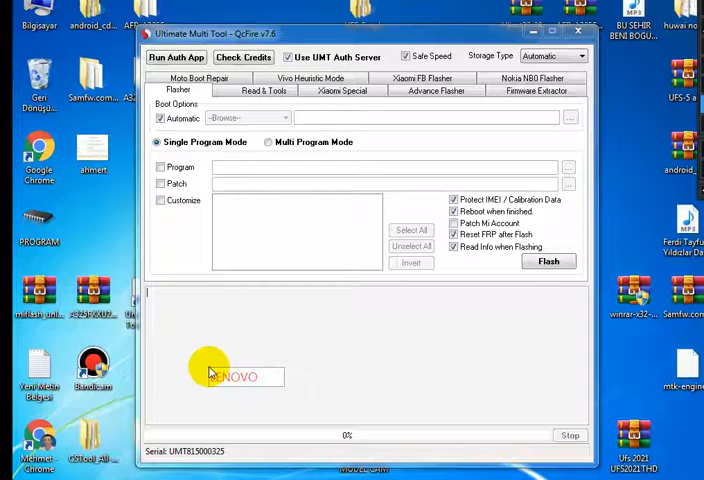 Bilgisayar
android_cd...
BU SEHIR
BENI BOGU...
huwai no
Ultimate Multi Tool - QcFire v7.6
Run Auth App
Check Credits
Use UMT Auth Server
Safe Speed
Storage Type
Automatic
Moto Boot Repair
Vivo Heuristic Mode
Xiaomi FB Flasher
Nokia NB0 Flasher
Flasher
Read & Tools
Xiaomi Special
Advance Flasher
Firmware Extractor
Boot Options
Automatic
--Browse--
...
Single Program Mode
Multi Program Mode
Program
...
Patch
...
Customize
Select All
Unselect All
Invert
Protect IMEI / Calibration Data
Reboot when finished.
Patch Mi Account
Reset FRP after Flash
Read Info when Flashing
Flash
LENOVO
0%
Stop
Serial: UMT815000325
Geri
Dönüşü...
Samfw.com...
UFS-5 a
Google
Chrome
ahmert
android_
PROGRAM
Ferdi Tayfu
Yıldızlar Da
miflash_unl...
A325FXXU2...
winrar-x32-
Samfw.com
Yeni Metin
Belgesi
Bandicam
mtk-engine
Mehmet -
Chrome
GSTool_All-...
MODEL CAM
Ufs 2021
UFS2021THD